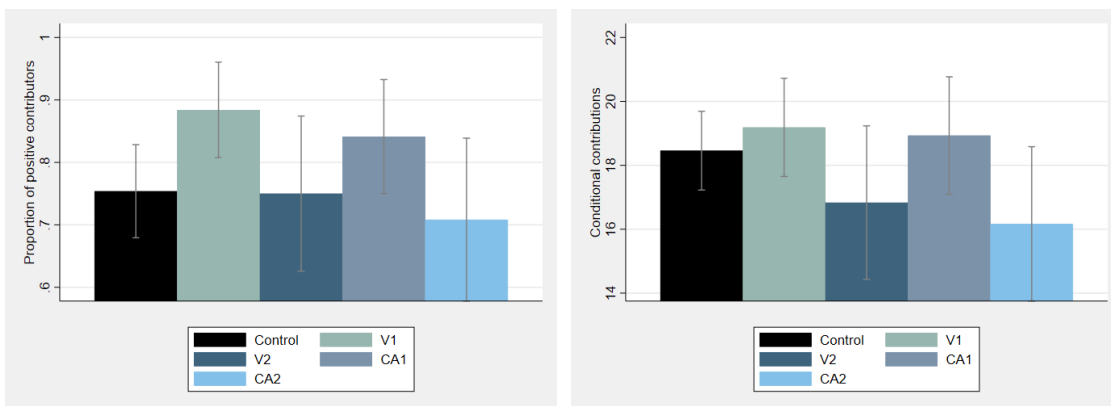 Proportion of positive contributors
1
.9
.8
.7
.6
Control
V1
V2
CA1
CA2
Conditional contributions
22
20
18
16
14
Control
V1
V2
CA1
CA2